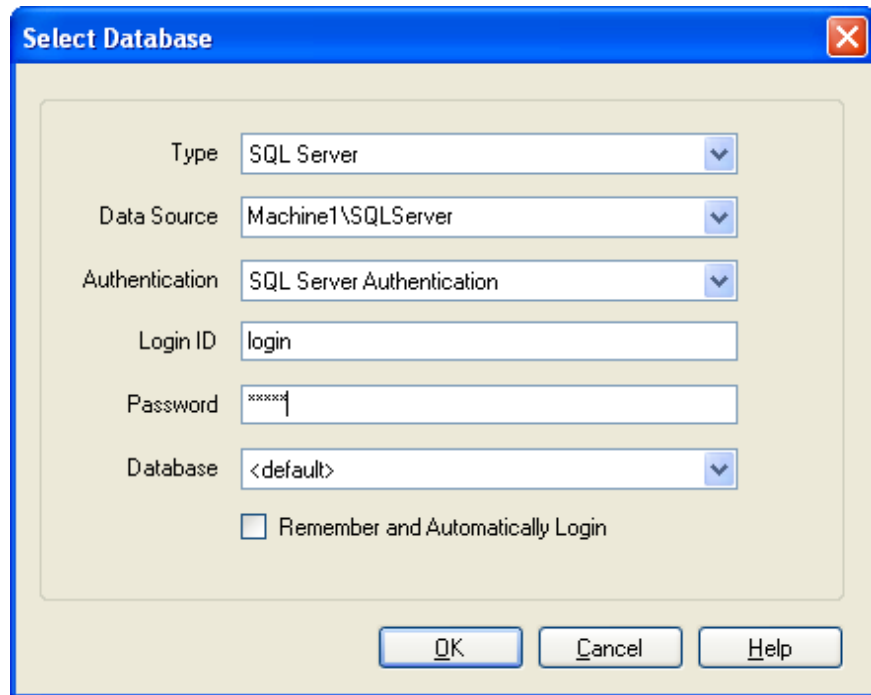 Select Database
Type SQL Server
Data Source Machine1\SQLServer
Authentication SQL Server Authentication
Login ID login
Password *****
Database <default>
Remember and Automatically Login
OK Cancel Help